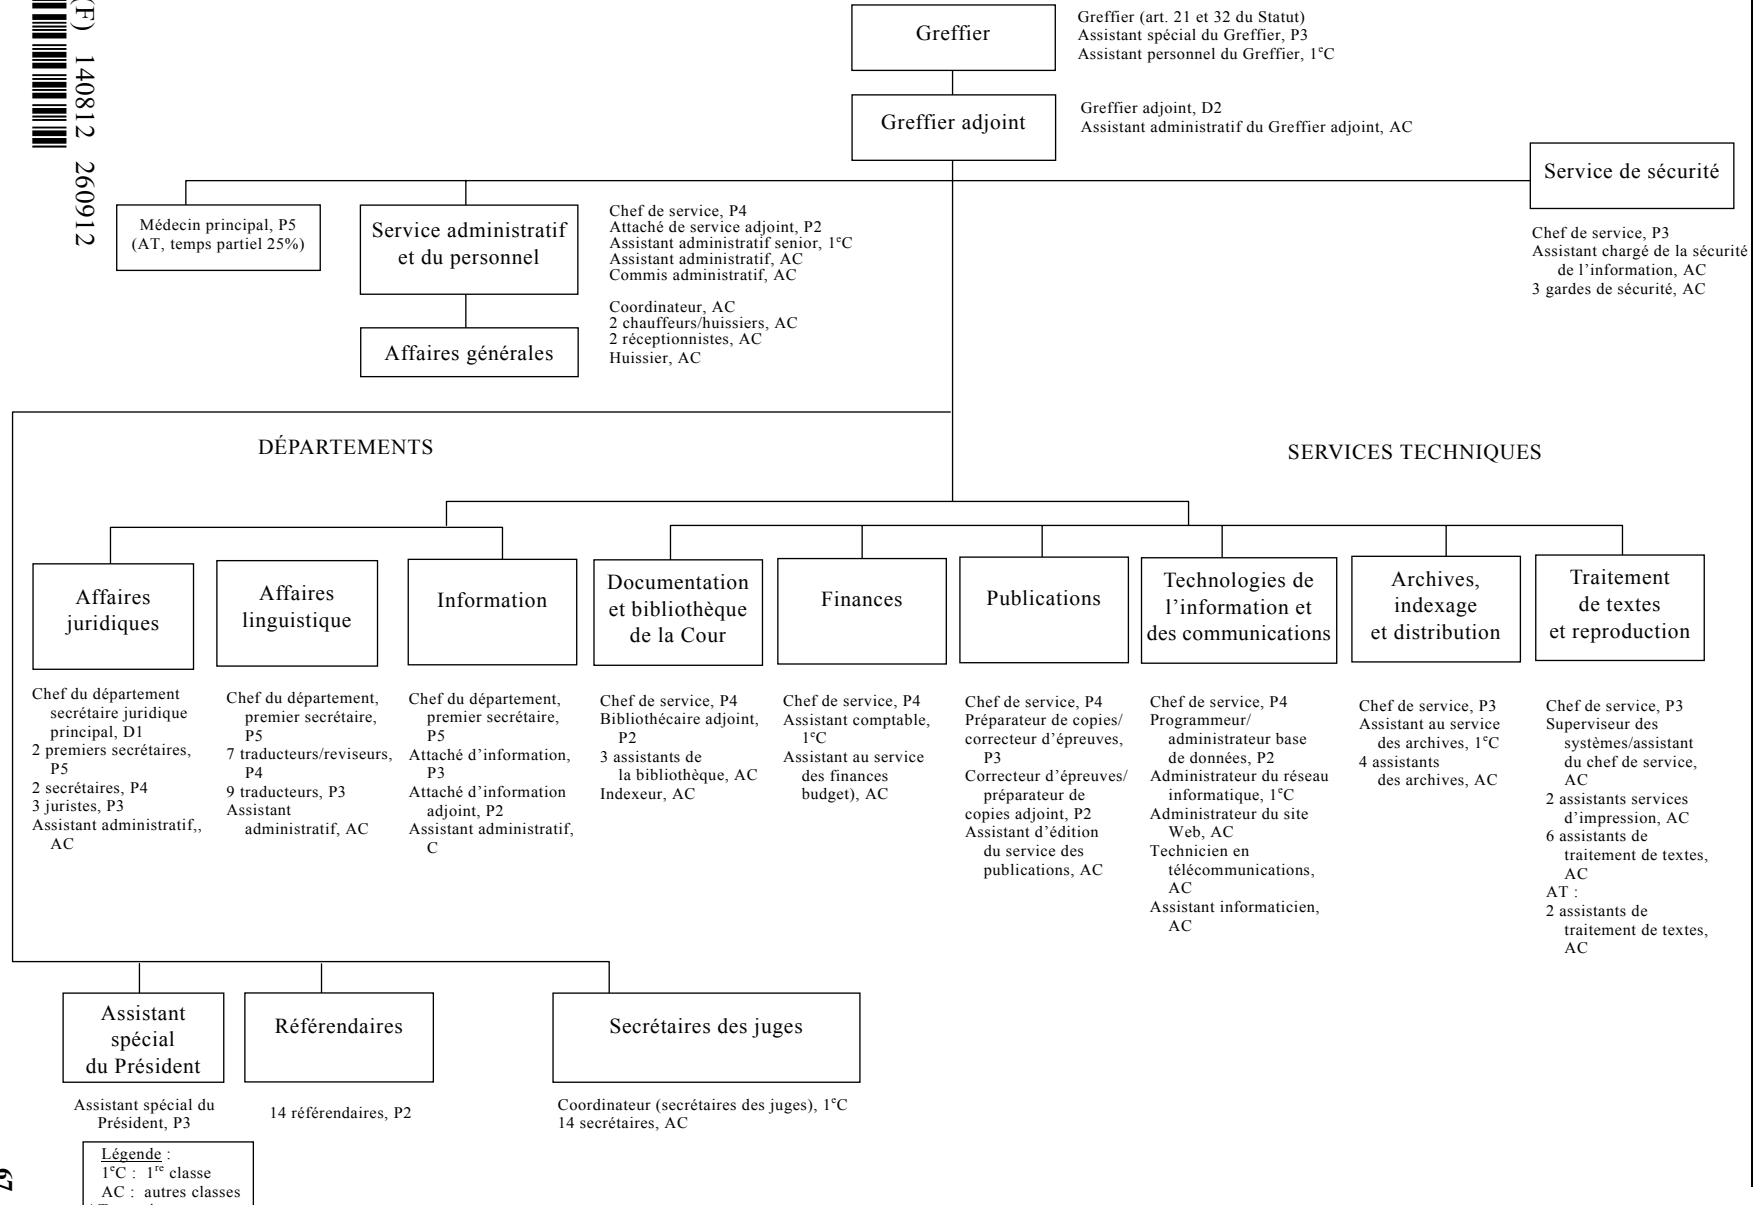 (F) 140812 260912
Greffier
Greffier (art. 21 et 32 du Statut)
Assistant spécial du Greffier, P3
Assistant personnel du Greffier, 1eC
Greffier adjoint
Greffier adjoint, D2
Assistant administratif du Greffier adjoint, AC
Service de sécurité
Chef de service, P3
Assistant chargé de la sécurité
de l’information, AC
3 gardes de sécurité, AC
Médecin principal, P5
(AT, temps partiel 25%)
Service administratif
et du personnel
Chef de service, P4
Attaché de service adjoint, P2
Assistant administratif senior, 1eC
Assistant administratif, AC
Commis administratif, AC
Affaires générales
Coordinateur, AC
2 chauffeurs/huissiers, AC
2 réceptionnistes, AC
Huissier, AC
DÉPARTEMENTS
SERVICES TECHNIQUES
Affaires
juridiques
Chef du département
secrétaire juridique
principal, D1
2 premiers secrétaires,
P5
2 secrétaires, P4
3 juristes, P3
Assistant administratif,,
AC
Affaires
linguistique
Chef du département,
premier secrétaire,
P5
7 traducteurs/reviseurs,
P4
9 traducteurs, P3
Assistant
administratif, AC
Information
Chef du département,
premier secrétaire,
P5
Attaché d’information,
P3
Attaché d’information
adjoint, P2
Assistant administratif,
C
Documentation
et bibliothèque
de la Cour
Chef de service, P4
Bibliothécaire adjoint,
P2
3 assistants de
la bibliothèque, AC
Indexeur, AC
Finances
Chef de service, P4
Assistant comptable,
1eC
Assistant au service
des finances
budget), AC
Publications
Chef de service, P4
Préparateur de copies/
correcteur d’épreuves,
P3
Correcteur d’épreuves/
préparateur de
copies adjoint, P2
Assistant d’édition
du service des
publications, AC
Technologies de
l’information et
des communications
Chef de service, P4
Programmeur/
administrateur base
de données, P2
Administrateur du réseau
informatique, 1eC
Administrateur du site
Web, AC
Technicien en
télécommunications,
AC
Assistant informaticien,
AC
Archives,
indexage
et distribution
Chef de service, P3
Assistant au service
des archives, 1eC
4 assistants
des archives, AC
Traitement
de textes
et reproduction
Chef de service, P3
Superviseur des
systèmes/assistant
du chef de service,
AC
2 assistants services
d’impression, AC
6 assistants de
traitement de textes,
AC
AT :
2 assistants de
traitement de textes,
AC
Assistant
spécial
du Président
Assistant spécial du
Président, P3
Référendaires
14 référendaires, P2
Secrétaires des juges
Coordinateur (secrétaires des juges), 1eC
14 secrétaires, AC
Légende :
1eC : 1re classe
AC : autres classes
67